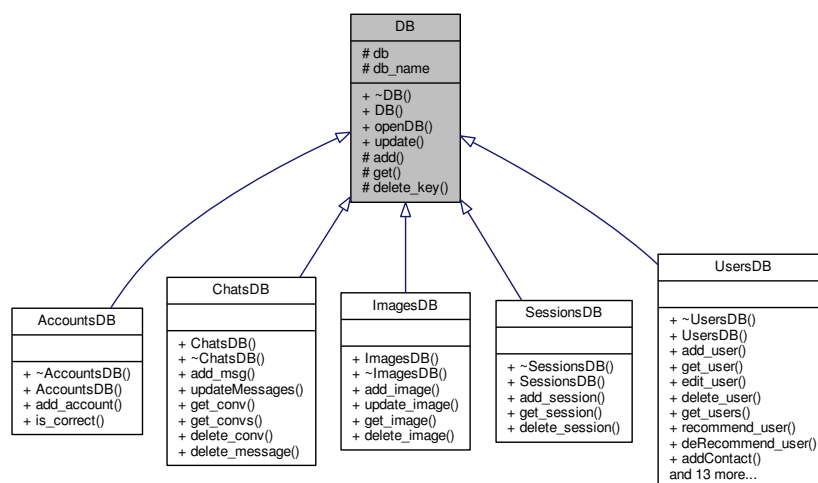 DB
# db
# db_name
+ ~DB()
+ DB()
+ openDB()
+ update()
# add()
# get()
# delete_key()
AccountsDB
+ ~AccountsDB()
+ AccountsDB()
+ add_account()
+ is_correct()
ChatsDB
+ ChatsDB()
+ ~ChatsDB()
+ add_msg()
+ updateMessages()
+ get_conv()
+ get_convs()
+ delete_conv()
+ delete_message()
ImagesDB
+ ImagesDB()
+ ~ImagesDB()
+ add_image()
+ update_image()
+ get_image()
+ delete_image()
SessionsDB
+ ~SessionsDB()
+ SessionsDB()
+ add_session()
+ get_session()
+ delete_session()
UsersDB
+ ~UsersDB()
+ UsersDB()
+ add_user()
+ get_user()
+ edit_user()
+ delete_user()
+ get_users()
+ recommend_user()
+ deRecommend_user()
+ addContact()
and 13 more...